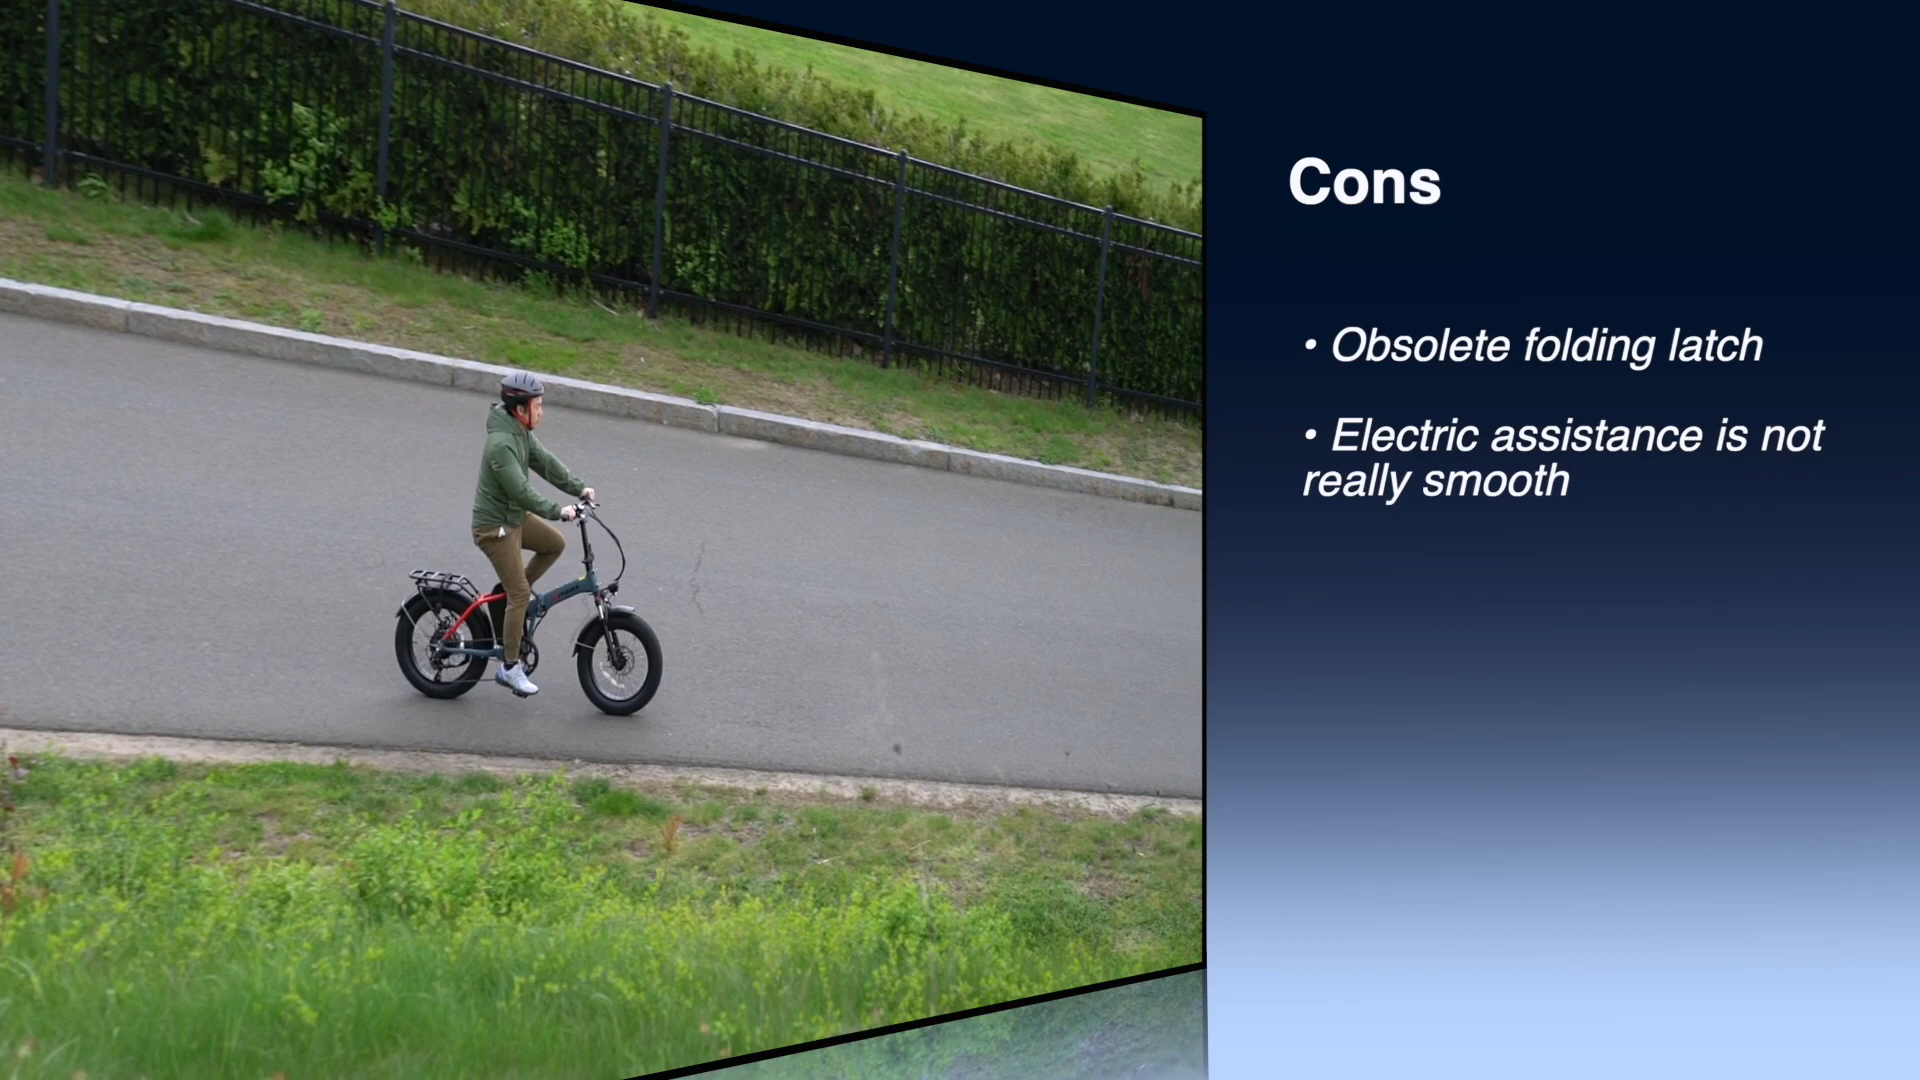 Cons
• Obsolete folding latch
• Electric assistance is not
really smooth